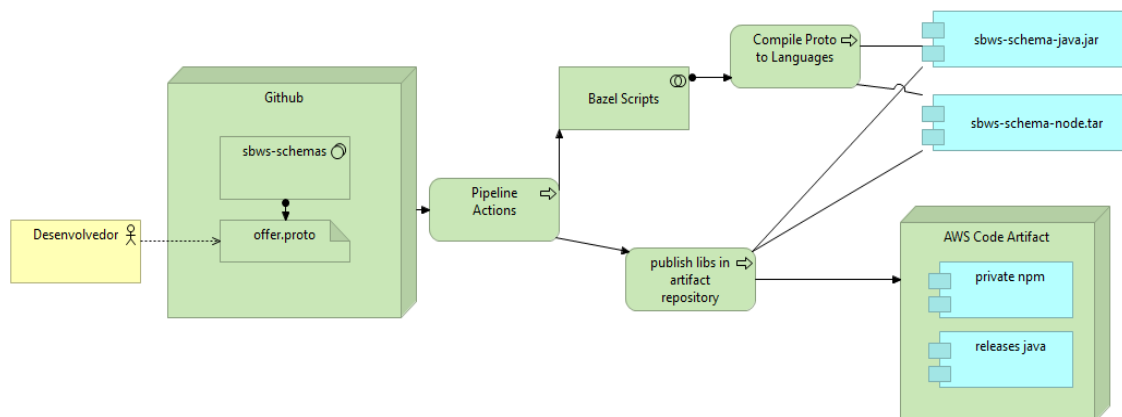 Github
sbws-schemas
offer.proto
Desenvolvedor
Pipeline
Actions
Bazel Scripts
Compile Proto
to Languages
publish libs in
artifact
repository
sbws-schema-java.jar
sbws-schema-node.tar
AWS Code Artifact
private npm
releases java